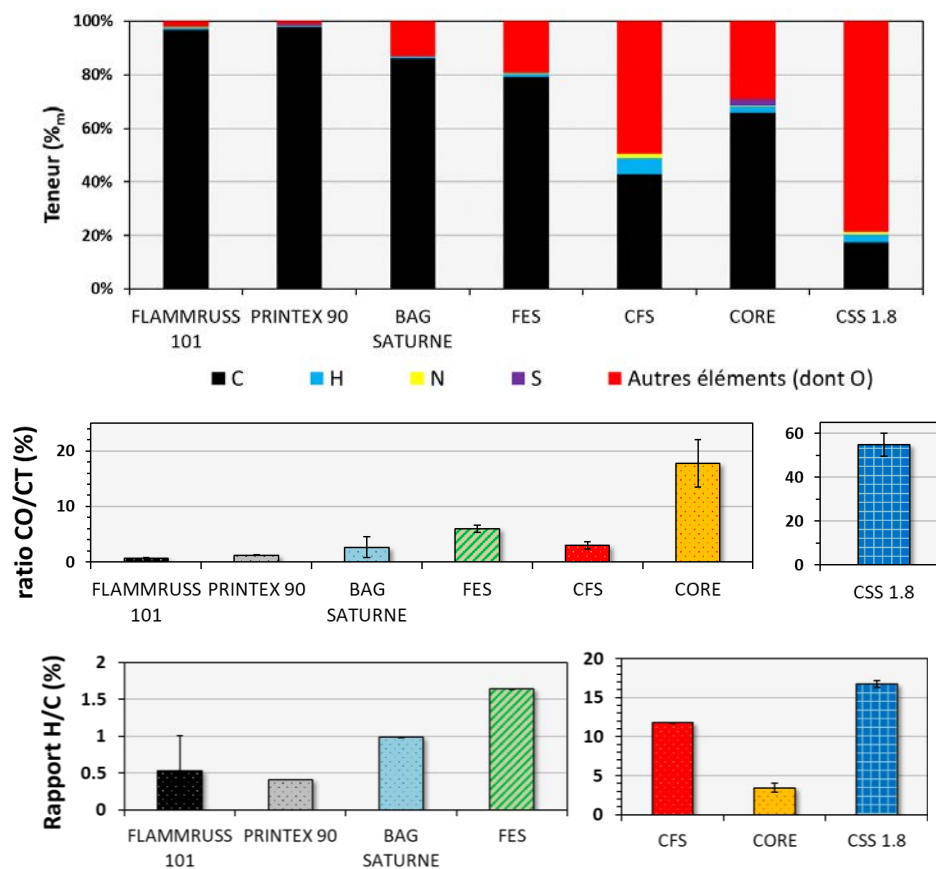 100%
80%
60%
40%
20%
0%
Teneur (%m)
FLAMMRUSS 101
PRINTEX 90
BAG SATURNE
FES
CFS
CORE
CSS 1.8
C
H
N
S
Autres éléments (dont O)
ratio CO/CT (%)
20
10
0
FLAMMRUSS 101
PRINTEX 90
BAG SATURNE
FES
CFS
CORE
60
40
20
0
CSS 1.8
Rapport H/C (%)
2
1.5
1
0.5
0
FLAMMRUSS 101
PRINTEX 90
BAG SATURNE
FES
20
15
10
5
0
CFS
CORE
CSS 1.8